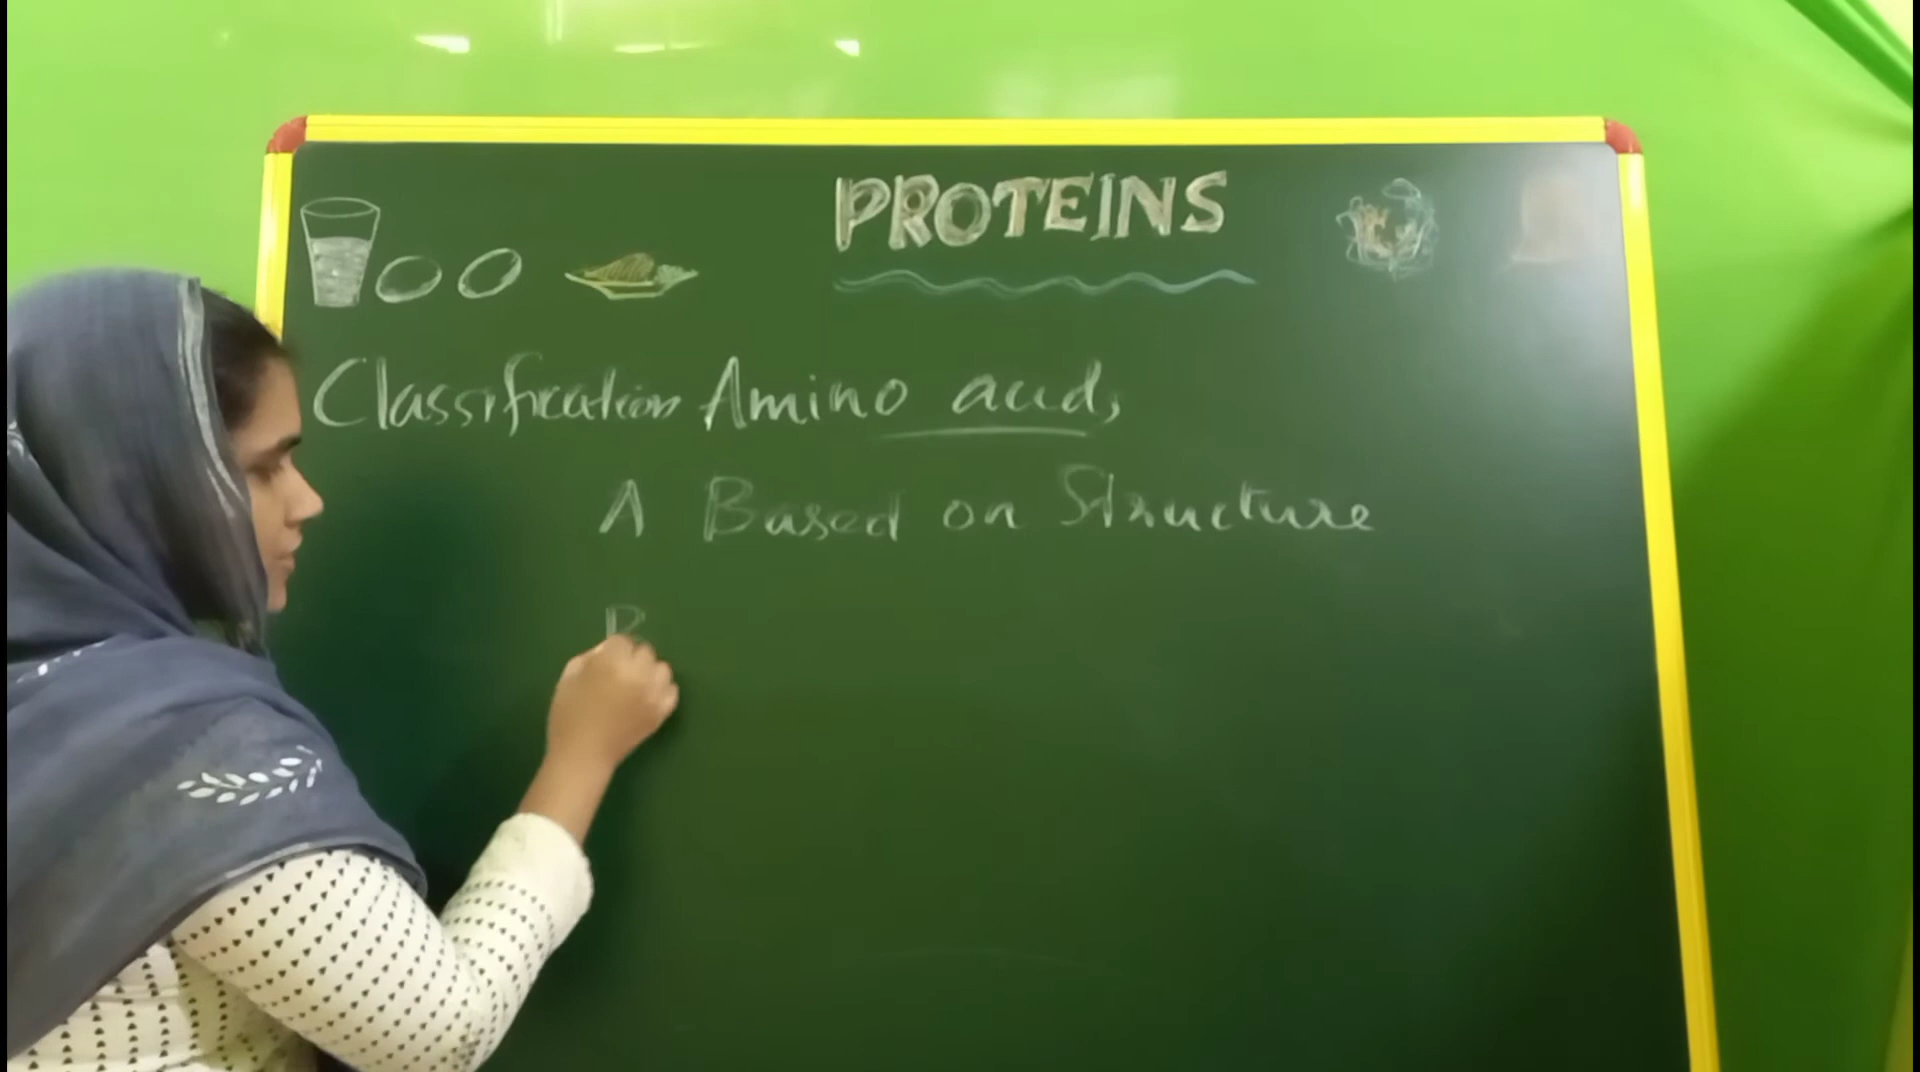 PROTEINS
Classification Amino acids
A Based on Structure
B